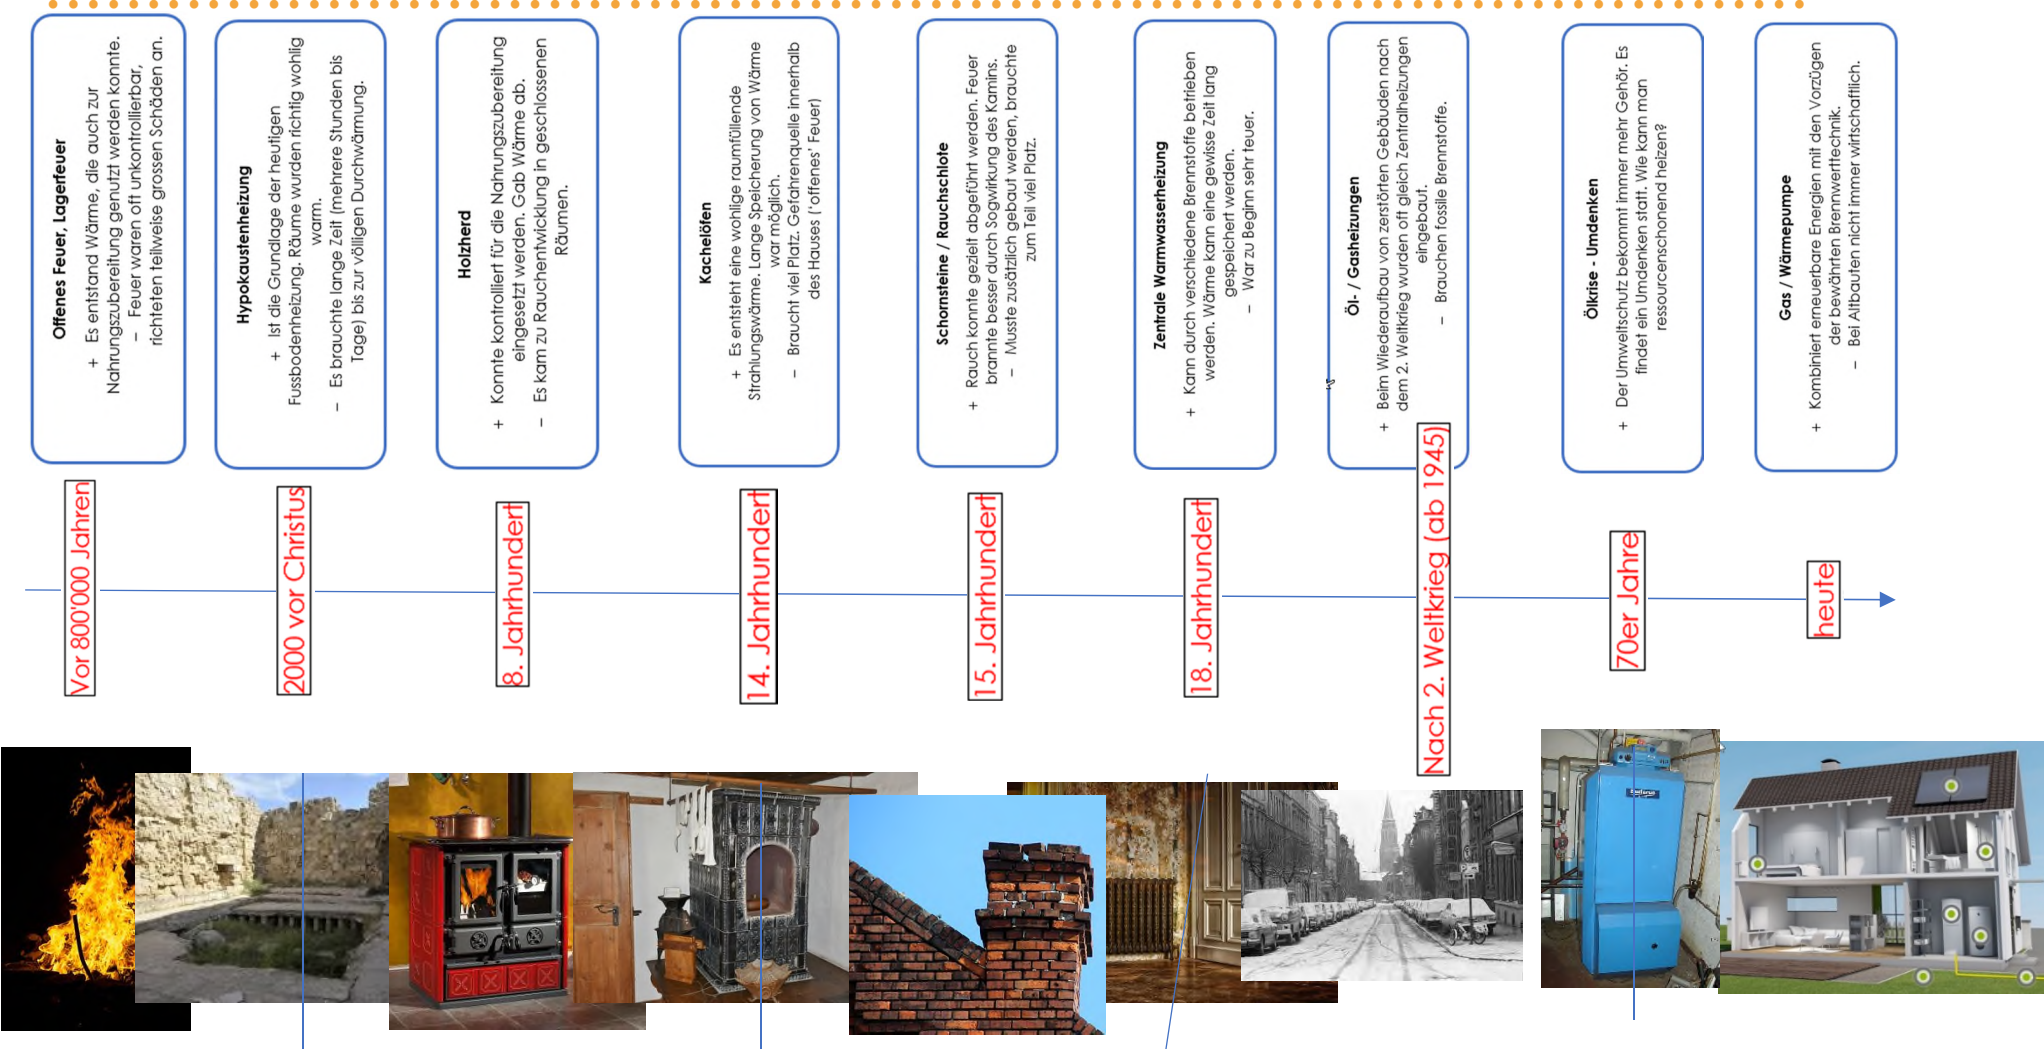 Offenes Feuer, Lagerfeuer
+ Es entstand Wärme, die auch zur
Nahrungszubereitung genutzt werden konnte.
– Feuer waren oft unkontrollierbar,
richteten teilweise grossen Schäden an.
Hypokaustenheizung
+ Ist die Grundlage der heutigen
Fussbodenheizung. Räume wurden richtig wohlig
warm.
– Es brauchte lange Zeit (mehrere Stunden bis
Tage) bis zur völligen Durchwärmung.
Holzherd
+ Konnte kontrolliert für die Nahrungszubereitung
eingesetzt werden. Gab Wärme ab.
– Es kam zu Rauchentwicklung in geschlossenen
Räumen.
Kachelöfen
+ Es entsteht eine wohlige raumfüllende
Strahlungswärme. Lange Speicherung von Wärme
war möglich.
– Braucht viel Platz. Gefahrenquelle innerhalb
des Hauses ('offenes' Feuer)
Schornsteine / Rauchschlote
+ Rauch konnte gezielt abgeführt werden. Feuer
brannte besser durch Sogwirkung des Kamins.
– Musste zusätzlich gebaut werden, brauchte
zum Teil viel Platz.
Zentrale Warmwasserheizung
+ Kann durch verschiedene Brennstoffe betrieben
werden. Wärme kann eine gewisse Zeit lang
gespeichert werden.
– War zu Beginn sehr teuer.
Öl- / Gasheizungen
+ Beim Wiederaufbau von zerstörten Gebäuden nach
dem 2. Weltkrieg wurden oft gleich Zentralheizungen
eingebaut.
– Brauchen fossile Brennstoffe.
Ölkrise - Umdenken
+ Der Umweltschutz bekommt immer mehr Gehör. Es
findet ein Umdenken statt. Wie kann man
ressourcenschonend heizen?
Gas / Wärmepumpe
+ Kombiniert erneuerbare Energien mit den Vorzügen
der bewährten Brennwerttechnik.
– Bei Altbauten nicht immer wirtschaftlich.
Vor 800'000 Jahren
2000 vor Christus
8. Jahrhundert
14. Jahrhundert
15. Jahrhundert
18. Jahrhundert
Nach 2. Weltkrieg (ab 1945)
70er Jahre
heute
Buderus